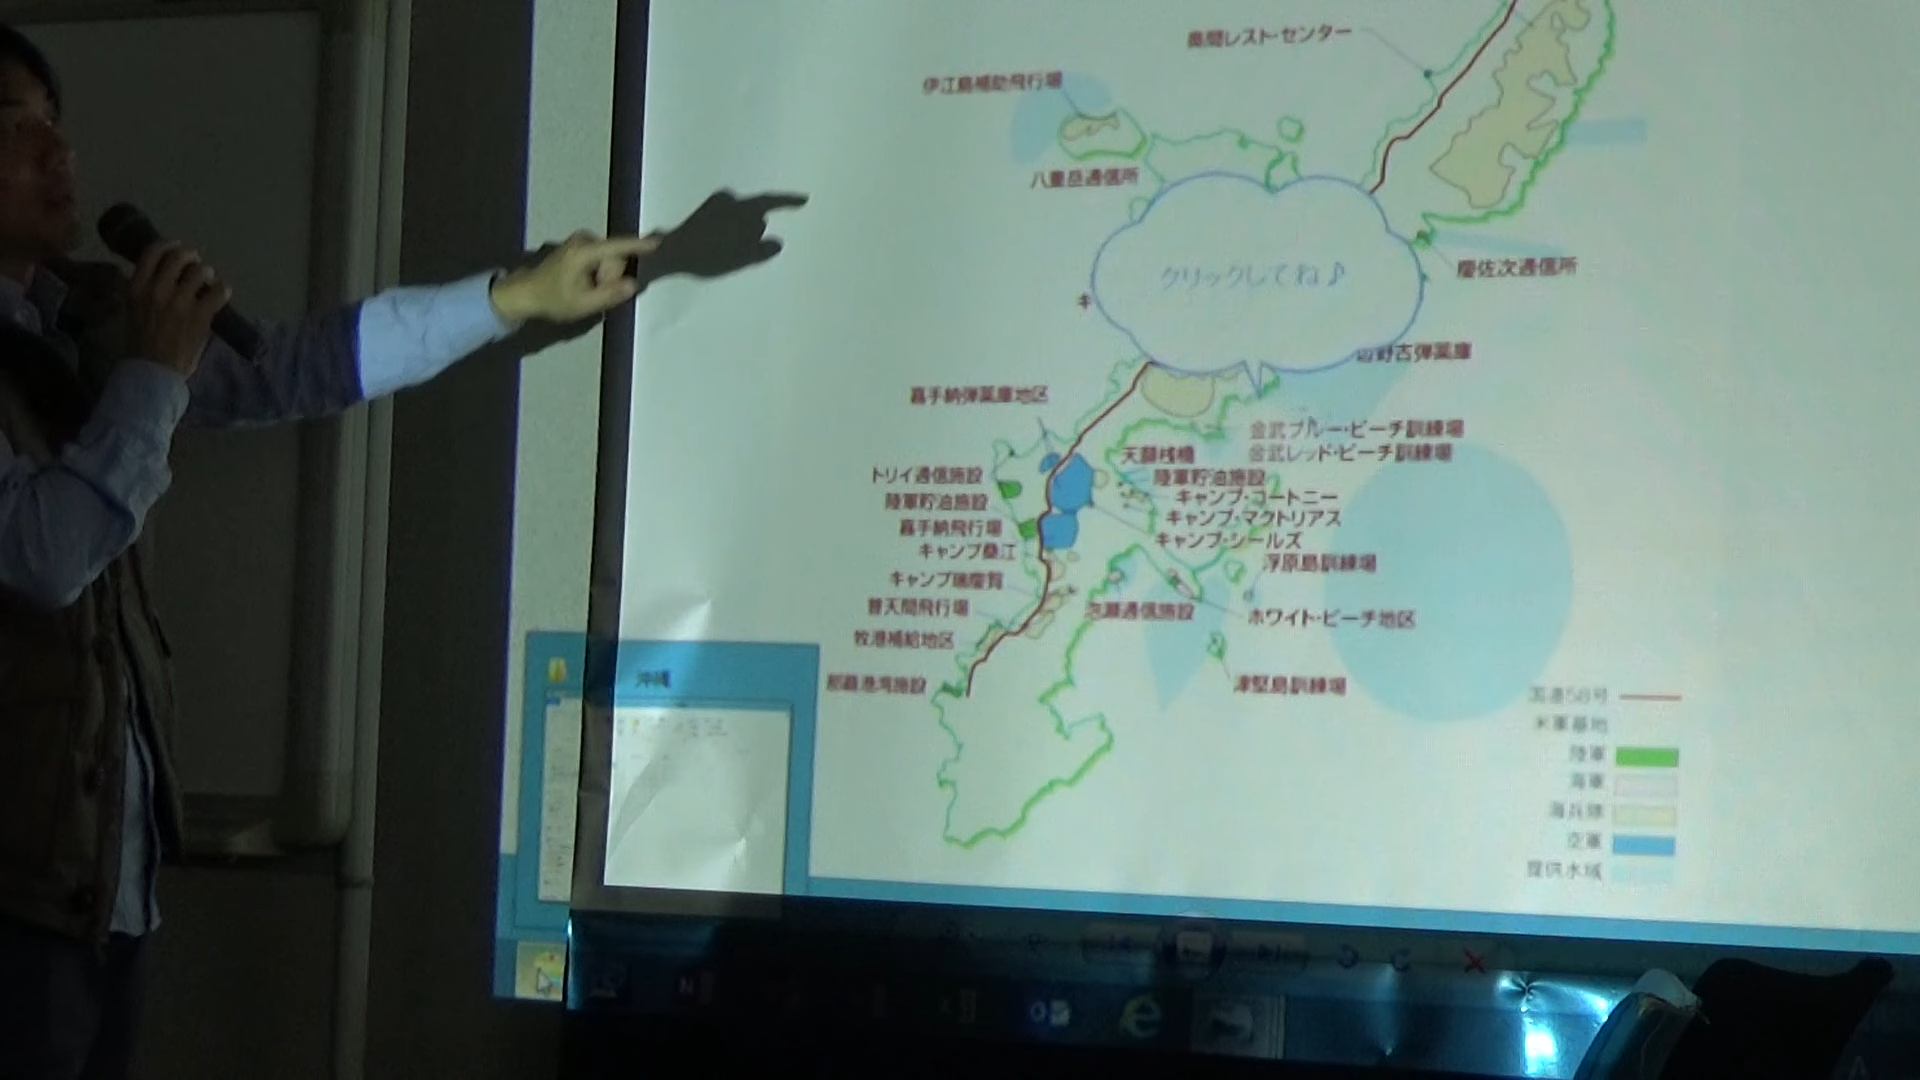 奥間レスト・センター
伊江島補助飛行場
八重岳通信所
クリックしてね♪
慶佐次通信所
キ
辺野古弾薬庫
嘉手納弾薬庫地区
金武ブルー・ビーチ訓練場
金武レッド・ビーチ訓練場
天願桟橋
トリイ通信施設
陸軍貯油施設
陸軍貯油施設
キャンプ・コートニー
嘉手納飛行場
キャンプ・マクトリアス
キャンプ桑江
キャンプ・シールズ
浮原島訓練場
キャンプ瑞慶覧
普天間飛行場
泡瀬通信施設
ホワイト・ビーチ地区
牧港補給地区
那覇港湾施設
津堅島訓練場
沖縄
国道58号
米軍基地
陸軍
海軍
海兵隊
空軍
提供水域